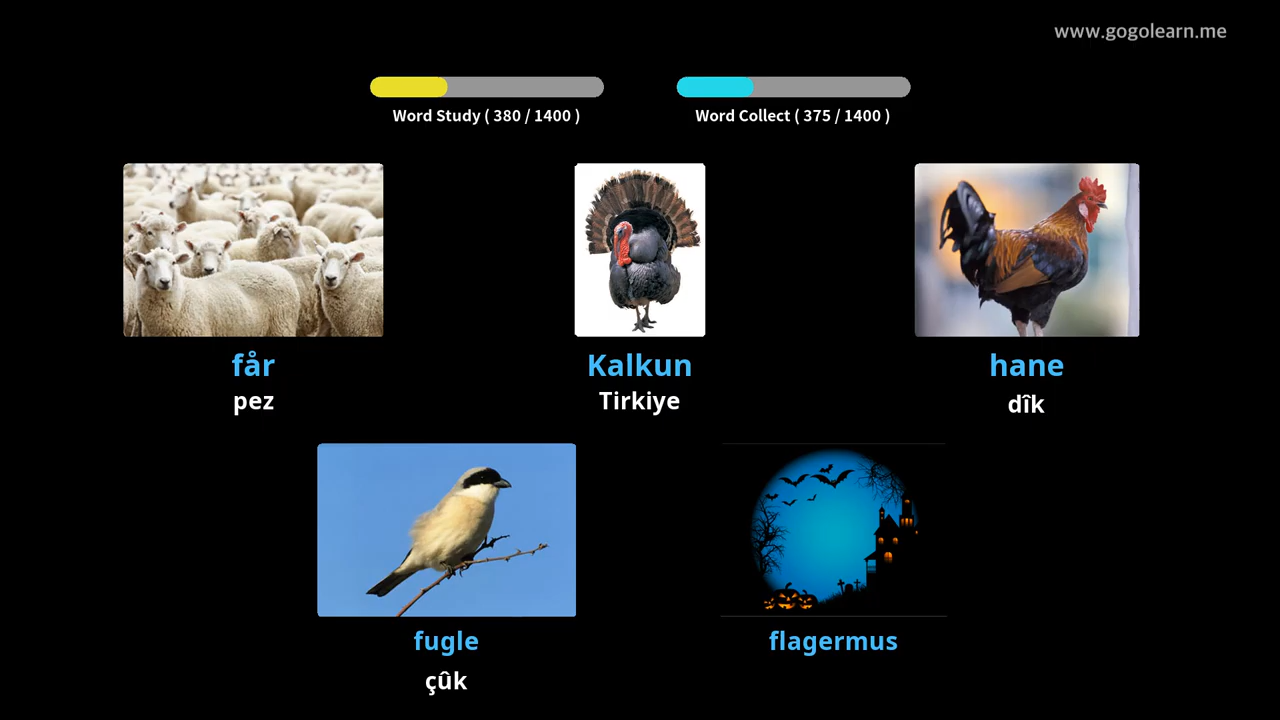 www.gogolearn.me
Word Study ( 380 / 1400 )
Word Collect ( 375 / 1400 )
får
pez
Kalkun
Tirkiye
hane
dîk
fugle
çûk
flagermus